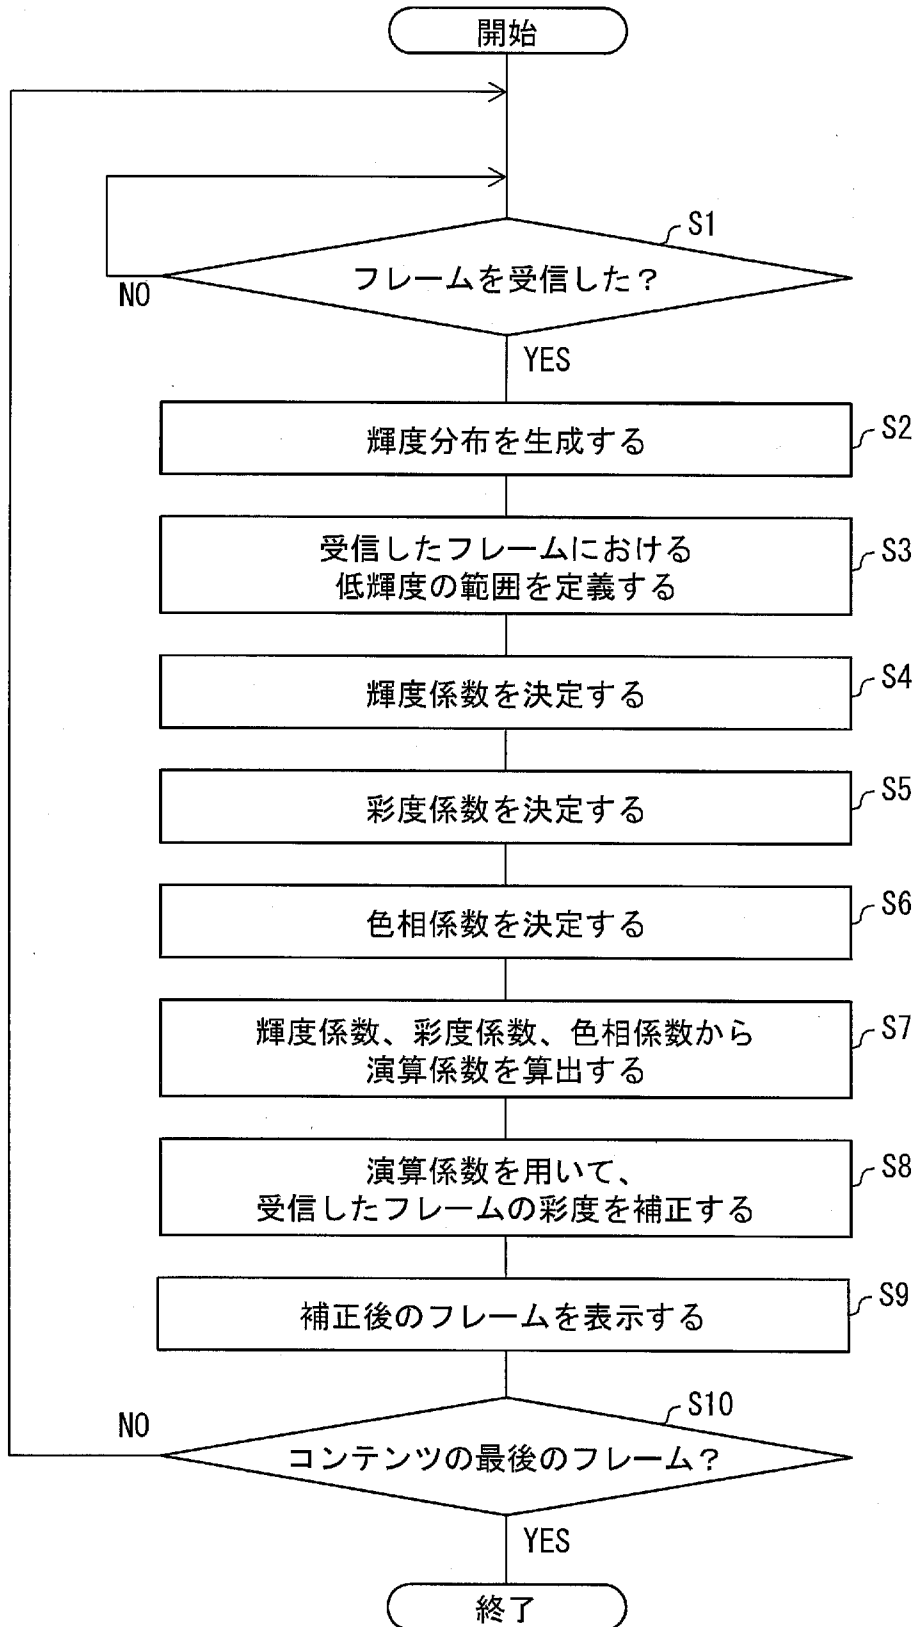 開始
S1
フレームを受信した?
NO
YES
輝度分布を生成する
S2
受信したフレームにおける
低輝度の範囲を定義する
S3
輝度係数を決定する
S4
彩度係数を決定する
S5
色相係数を決定する
S6
輝度係数、彩度係数、色相係数から
演算係数を算出する
S7
演算係数を用いて、
受信したフレームの彩度を補正する
S8
補正後のフレームを表示する
S9
S10
NO
コンテンツの最後のフレーム?
YES
終了